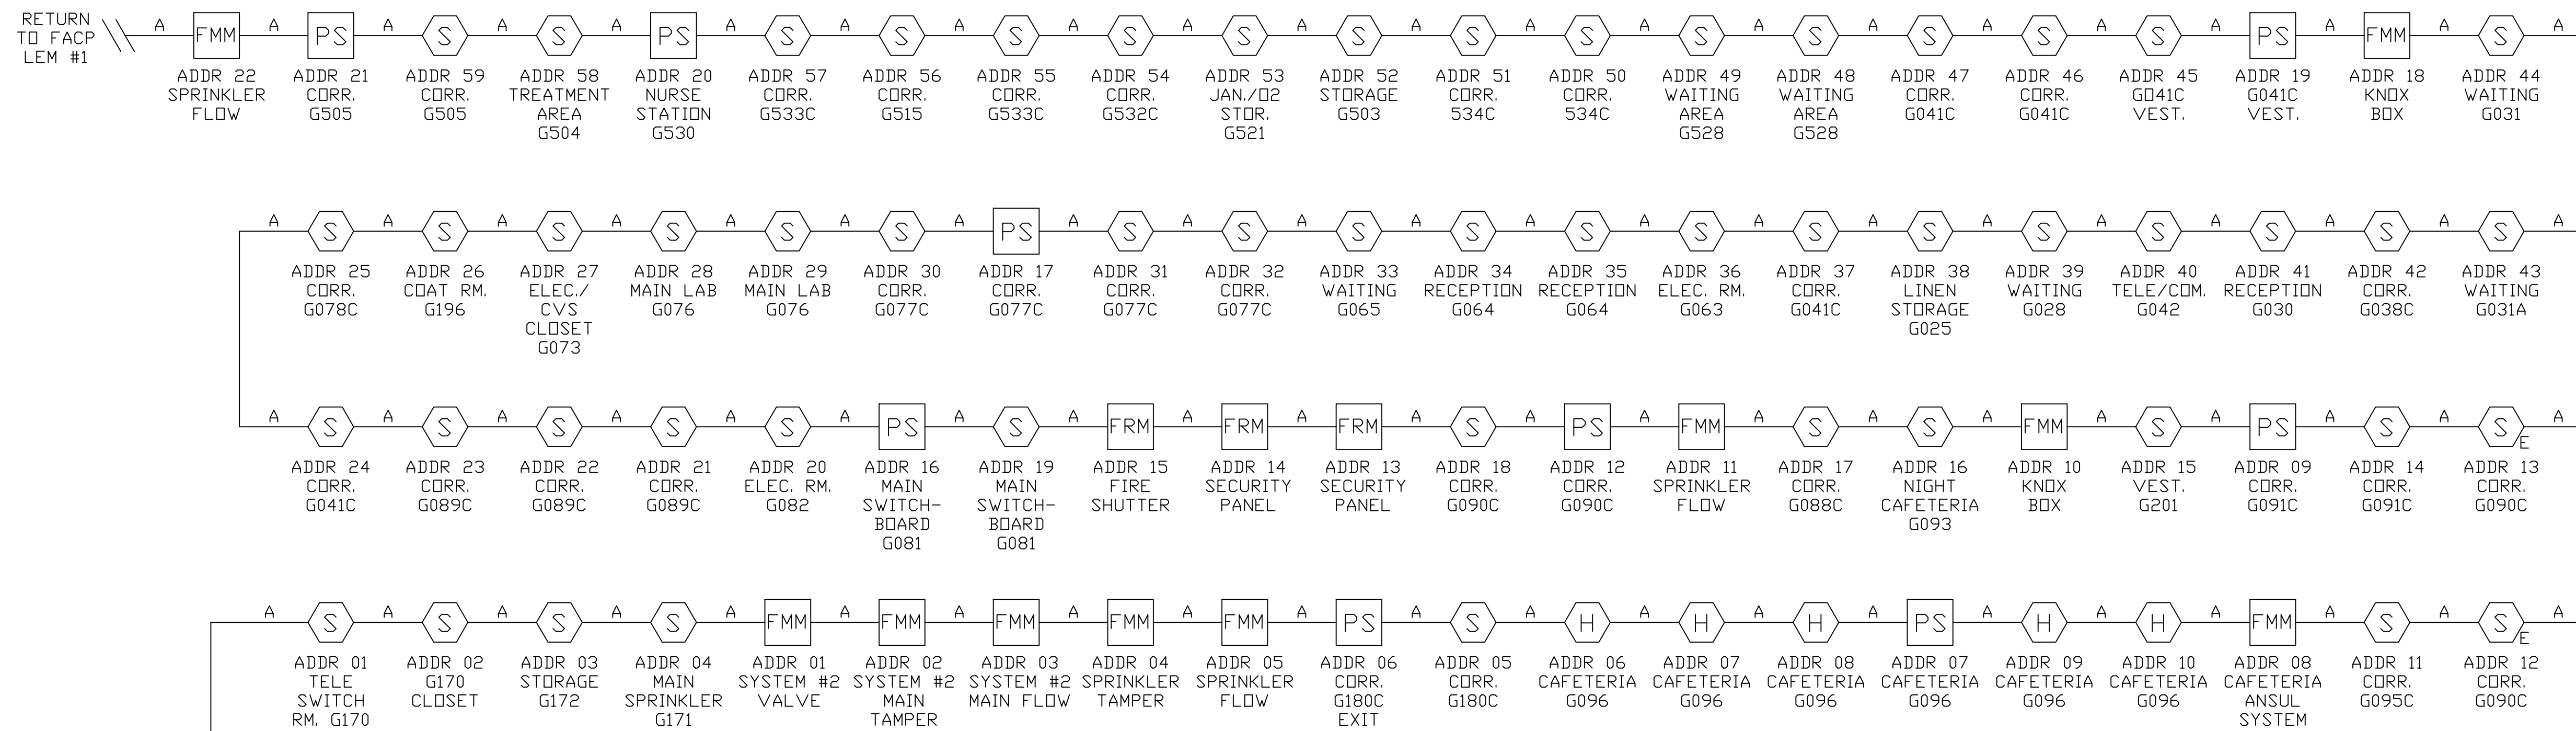 RETURN
TO FACP
LEM #1
A FMM A PS A S A S A PS A S A S A S A S A S A S A S A S A S A S A S A S A S A PS A FMM A S A
ADDR 22
SPRINKLER
FLOW
ADDR 21
CORR.
G505
ADDR 59
CORR.
G505
ADDR 58
TREATMENT
AREA
G504
ADDR 20
NURSE
STATION
G530
ADDR 57
CORR.
G533C
ADDR 56
CORR.
G515
ADDR 55
CORR.
G533C
ADDR 54
CORR.
G532C
ADDR 53
JAN./O2
STOR.
G521
ADDR 52
STORAGE
G503
ADDR 51
CORR.
534C
ADDR 50
CORR.
534C
ADDR 49
WAITING
AREA
G528
ADDR 48
WAITING
AREA
G528
ADDR 47
CORR.
G041C
ADDR 46
CORR.
G041C
ADDR 45
G041C
VEST.
ADDR 19
G041C
VEST.
ADDR 18
KNOX
BOX
ADDR 44
WAITING
G031
A S A S A S A S A S A S A PS A S A S A S A S A S A S A S A S A S A S A S A S A S A
ADDR 25
CORR.
G078C
ADDR 26
COAT RM.
G196
ADDR 27
ELEC./
CVS
CLOSET
G073
ADDR 28
MAIN LAB
G076
ADDR 29
MAIN LAB
G076
ADDR 30
CORR.
G077C
ADDR 17
CORR.
G077C
ADDR 31
CORR.
G077C
ADDR 32
CORR.
G077C
ADDR 33
WAITING
G065
ADDR 34
RECEPTION
G064
ADDR 35
RECEPTION
G064
ADDR 36
ELEC. RM.
G063
ADDR 37
CORR.
G041C
ADDR 38
LINEN
STORAGE
G025
ADDR 39
WAITING
G028
ADDR 40
TELE/COM.
G042
ADDR 41
RECEPTION
G030
ADDR 42
CORR.
G038C
ADDR 43
WAITING
G031A
A S A S A S A S A S A PS A S A FRM A FRM A FRM A S A PS A FMM A S A S A FMM A S A PS A S A S E A
ADDR 24
CORR.
G041C
ADDR 23
CORR.
G089C
ADDR 22
CORR.
G089C
ADDR 21
CORR.
G089C
ADDR 20
ELEC. RM.
G082
ADDR 16
MAIN
SWITCH-
BOARD
G081
ADDR 19
MAIN
SWITCH-
BOARD
G081
ADDR 15
FIRE
SHUTTER
ADDR 14
SECURITY
PANEL
ADDR 13
SECURITY
PANEL
ADDR 18
CORR.
G090C
ADDR 12
CORR.
G090C
ADDR 11
SPRINKLER
FLOW
ADDR 17
CORR.
G088C
ADDR 16
NIGHT
CAFETERIA
G093
ADDR 10
KNOX
BOX
ADDR 15
VEST.
G201
ADDR 09
CORR.
G091C
ADDR 14
CORR.
G091C
ADDR 13
CORR.
G090C
A S A S A S A S A FMM A FMM A FMM A FMM A FMM A PS A S A H A H A H A PS A H A H A FMM A S A S E A
ADDR 01
TELE
SWITCH
RM. G170
ADDR 02
G170
CLOSET
ADDR 03
STORAGE
G172
ADDR 04
MAIN
SPRINKLER
G171
ADDR 01
SYSTEM #2
VALVE
ADDR 02
SYSTEM #2
MAIN
TAMPER
ADDR 03
SYSTEM #2
MAIN FLOW
ADDR 04
SPRINKLER
TAMPER
ADDR 05
SPRINKLER
FLOW
ADDR 06
CORR.
G180C
EXIT
ADDR 05
CORR.
G180C
ADDR 06
CAFETERIA
G096
ADDR 07
CAFETERIA
G096
ADDR 08
CAFETERIA
G096
ADDR 07
CAFETERIA
G096
ADDR 09
CAFETERIA
G096
ADDR 10
CAFETERIA
G096
ADDR 08
CAFETERIA
ANSUL
SYSTEM
ADDR 11
CORR.
G095C
ADDR 12
CORR.
G090C